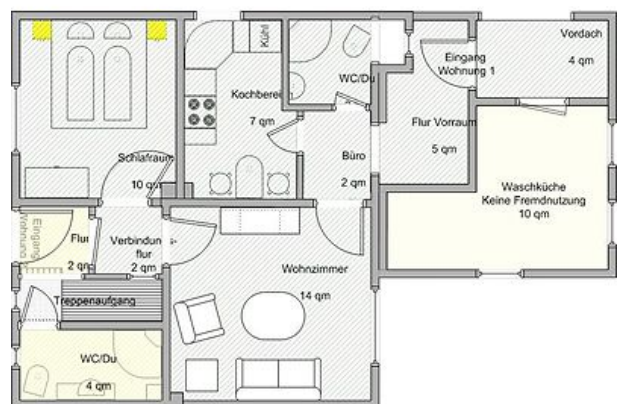 Kühl
Vordach
4 qm
Eingang
Wohnung 1
WC/Du
Kochberei
7 qm
Flur Vorraum
5 qm
Büro
2 qm
Schlafraum
10 qm
Waschküche
Keine Fremdnutzung
10 qm
Eingang
Wohnung
Flur
2 qm
Verbindun
flur
2 qm
Wohnzimmer
14 qm
Treppenaufgang
WC/Du
4 qm